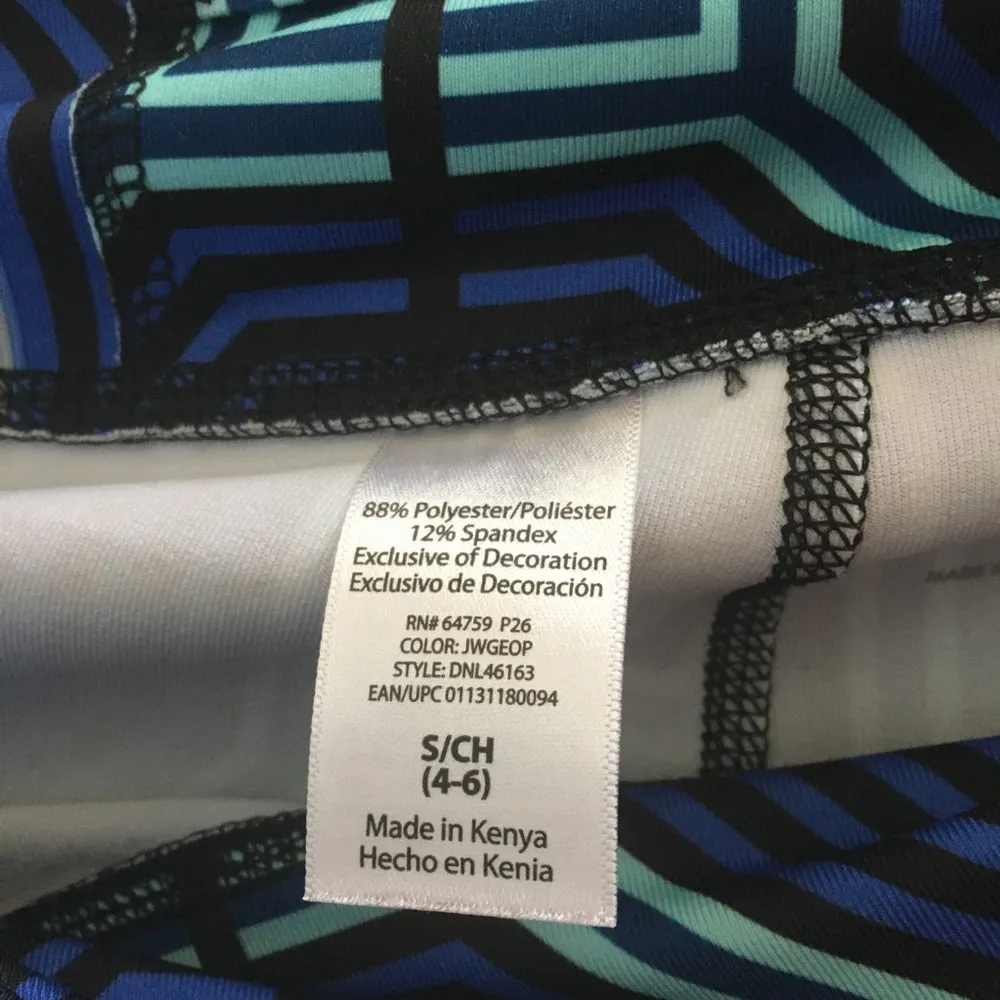 88% Polyester/Poliéster
12% Spandex
Exclusive of Decoration
Exclusivo de Decoración
RN# 64759 P26
COLOR: JWGEOP
STYLE: DNL46163
EAN/UPC 01131180094
S/CH
(4-6)
Made in Kenya
Hecho en Kenia